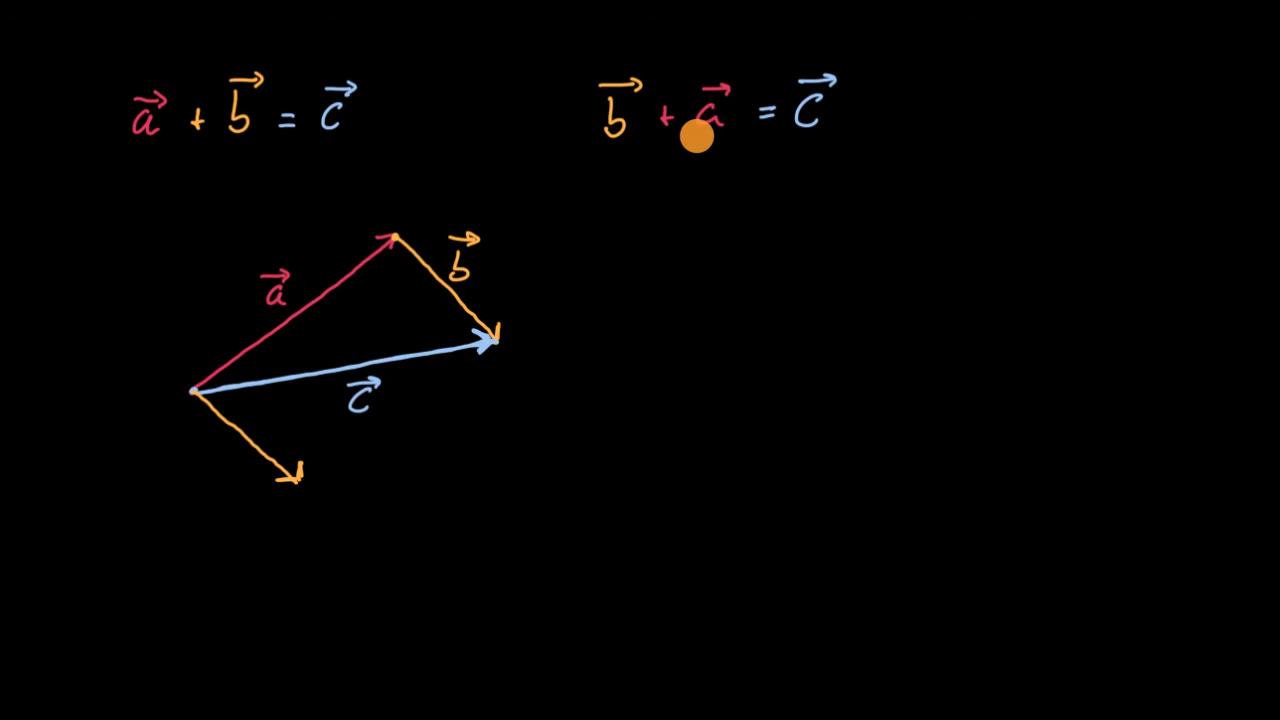 a⃗ + b⃗ = c⃗
b⃗ + a⃗ = c⃗
a⃗
b⃗
c⃗